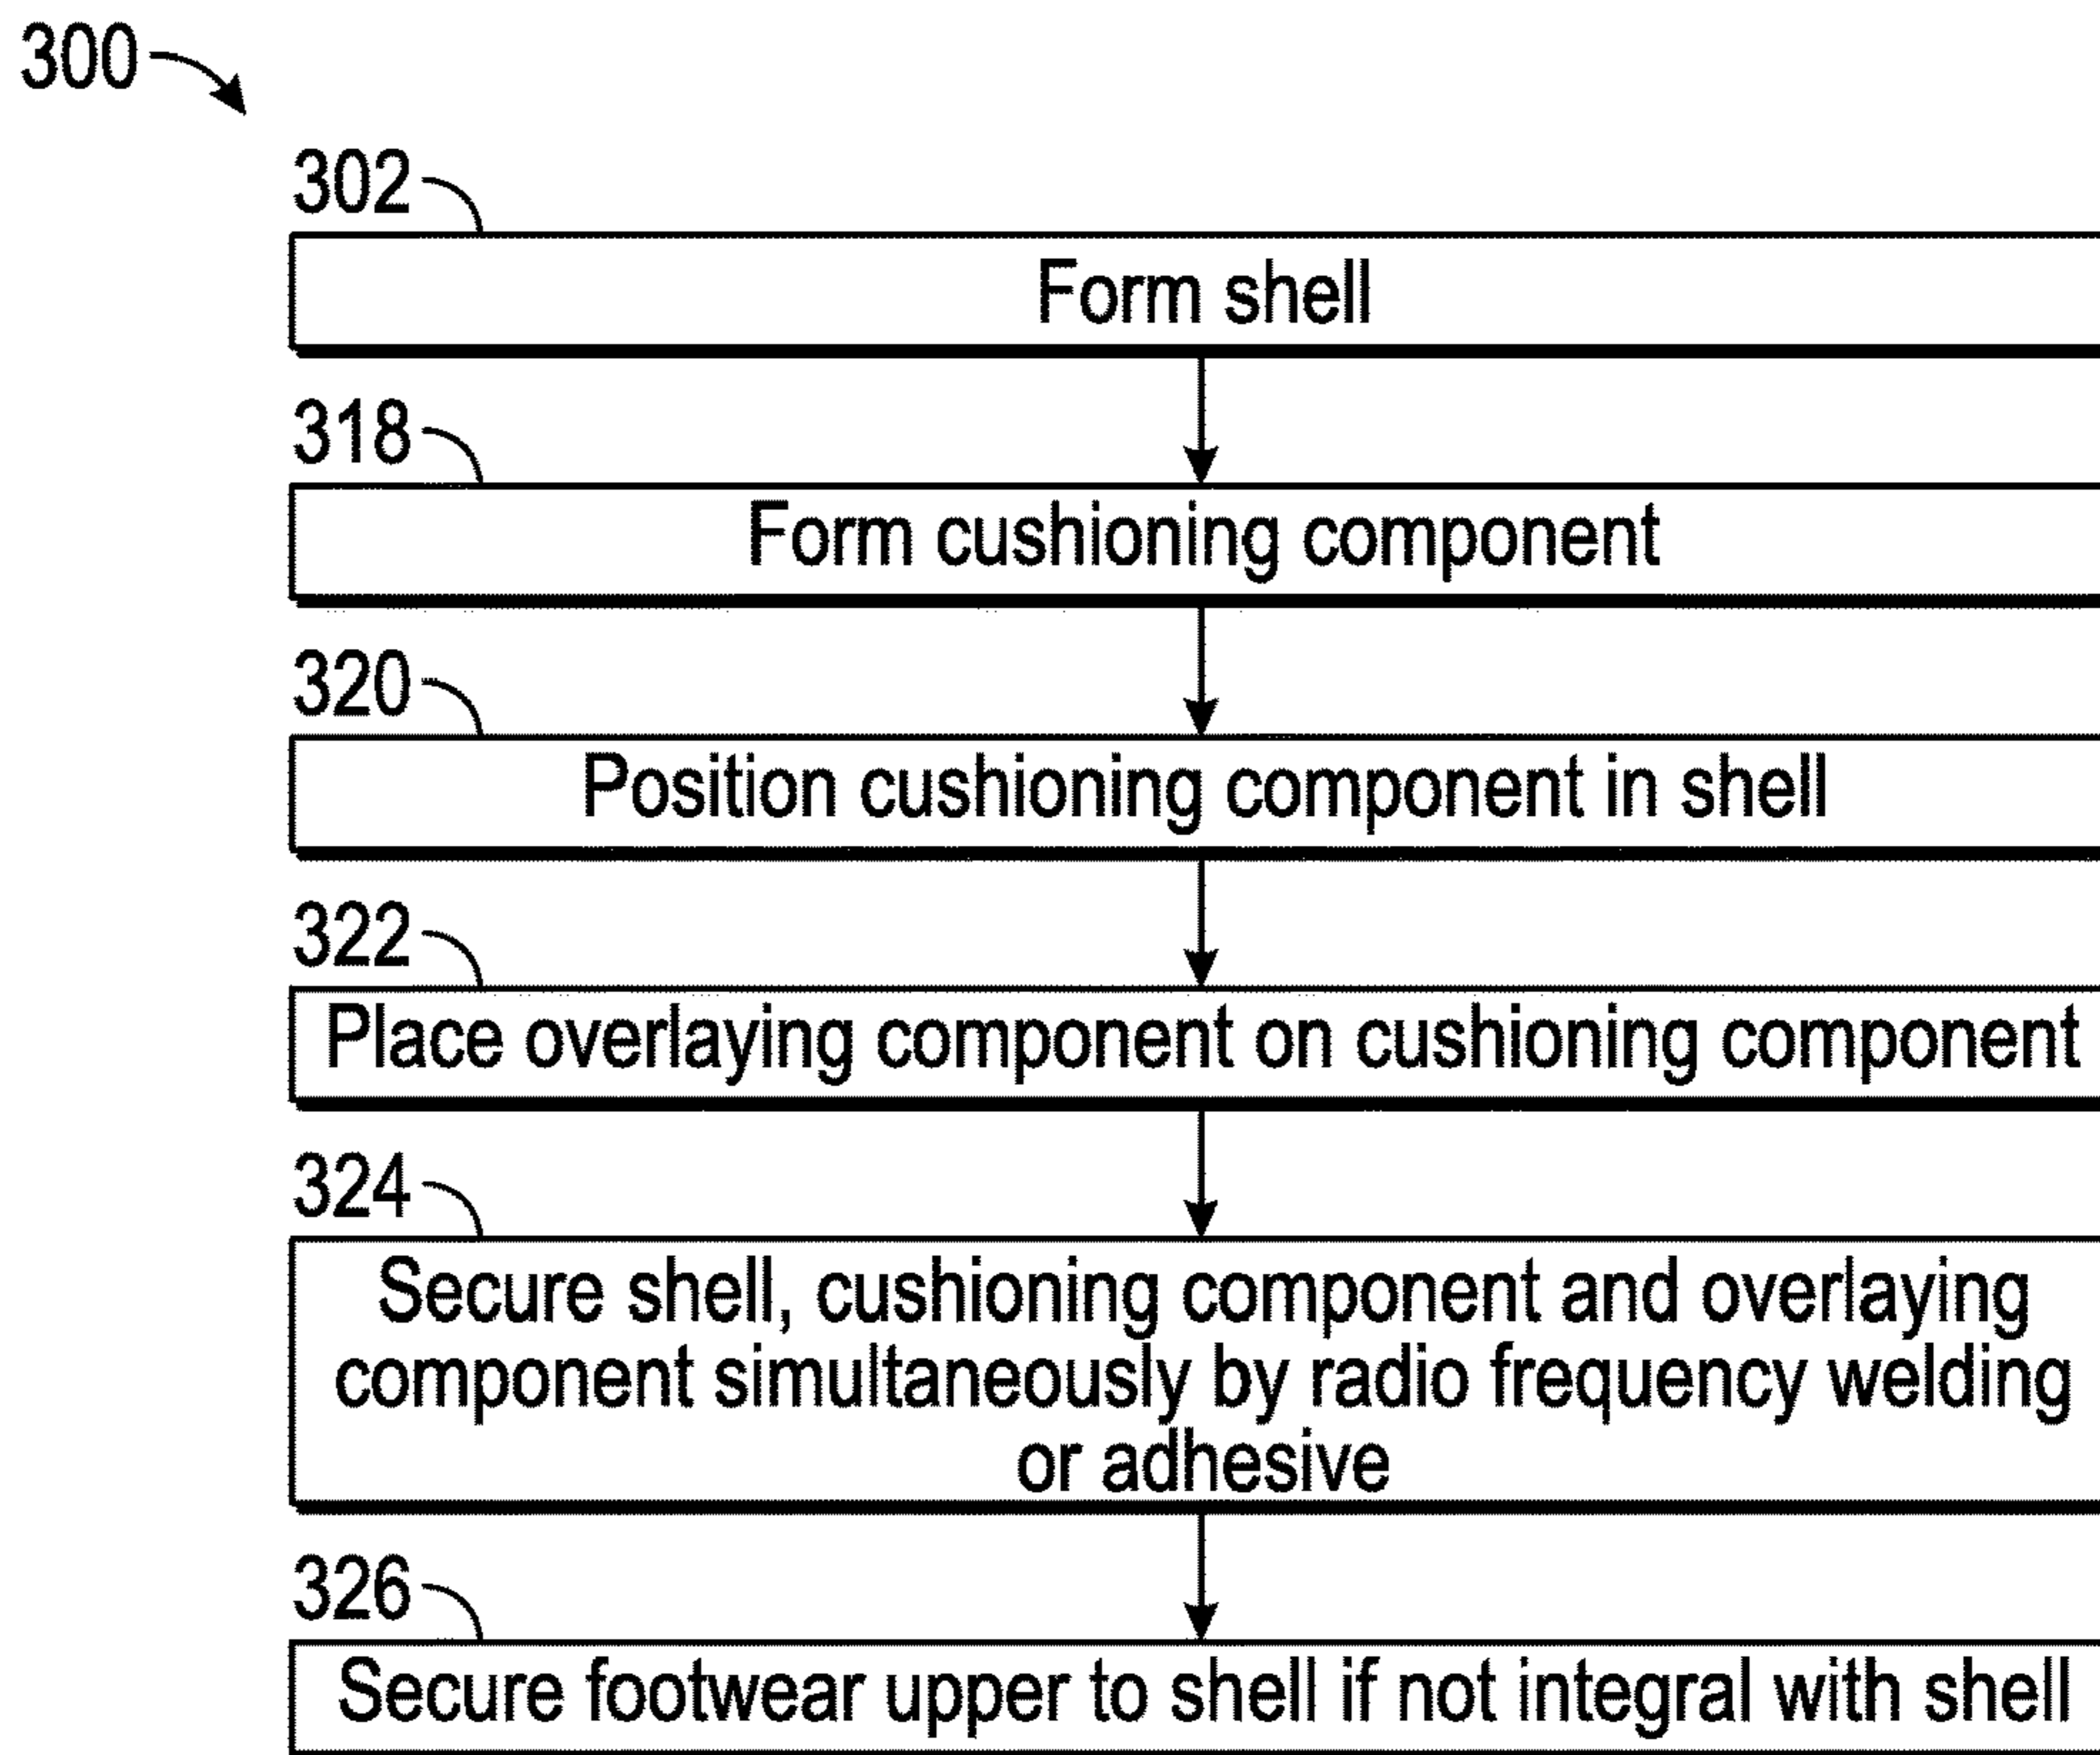 300
302
Form shell
318
Form cushioning component
320
Position cushioning component in shell
322
Place overlaying component on cushioning component
324
Secure shell, cushioning component and overlaying
component simultaneously by radio frequency welding
or adhesive
326
Secure footwear upper to shell if not integral with shell